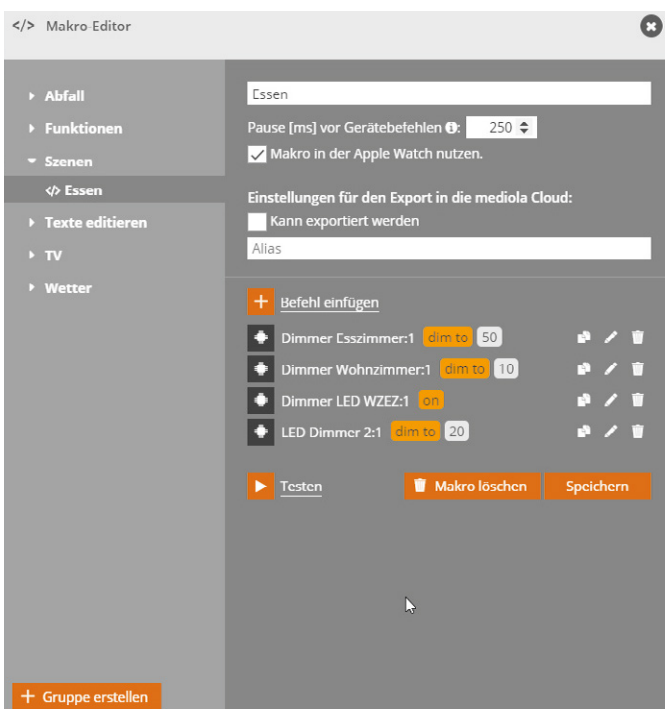 </> Makro-Editor
Abfall
Funktionen
Szenen
</> Essen
Texte editieren
TV
Wetter
+ Gruppe erstellen
Essen
Pause [ms] vor Gerätebefehlen : 250
Makro in der Apple Watch nutzen.
Einstellungen für den Export in die mediola Cloud:
Kann exportiert werden
Alias
+ Befehl einfügen
Dimmer Esszimmer:1 dim to 50
Dimmer Wohnzimmer:1 dim to 10
Dimmer LED WZEZ:1 on
LED Dimmer 2:1 dim to 20
Testen Makro löschen Speichern